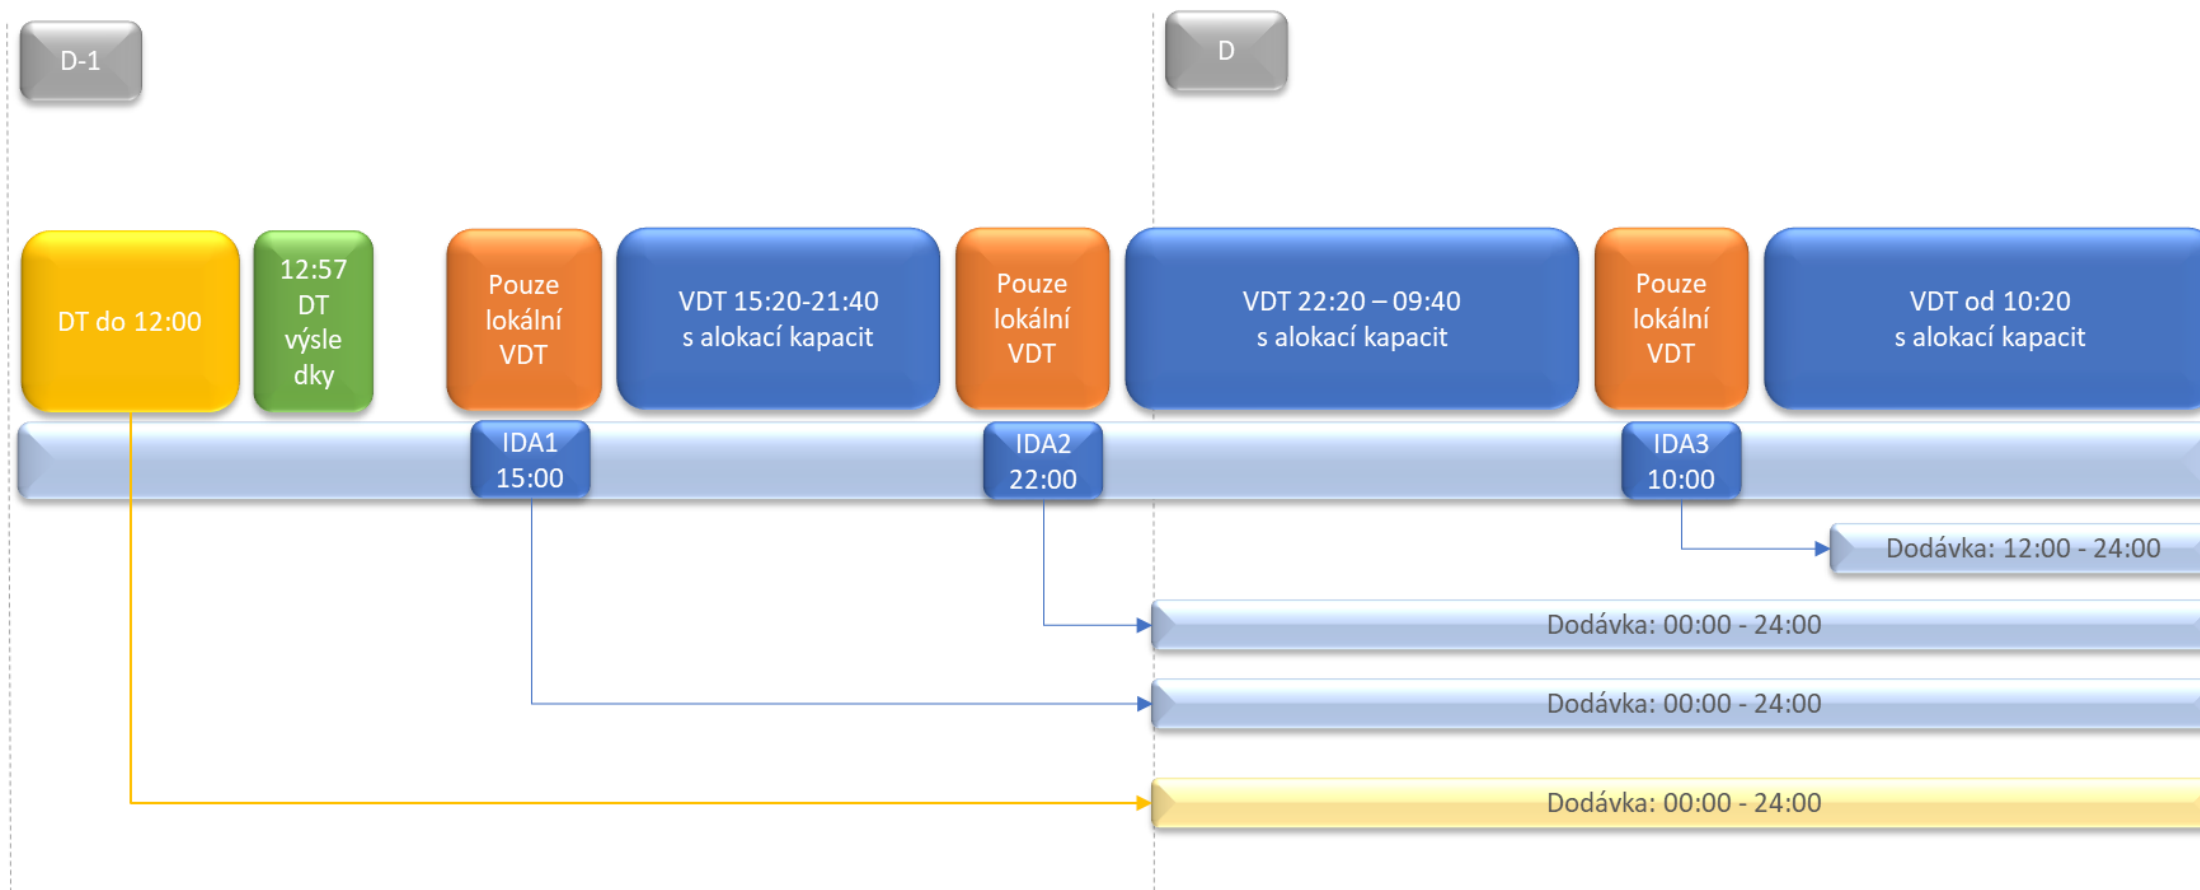 D-1
D
DT do 12:00
12:57
DT
výsle
dky
Pouze
lokální
VDT
VDT 15:20-21:40
s alokací kapacit
Pouze
lokální
VDT
VDT 22:20 – 09:40
s alokací kapacit
Pouze
lokální
VDT
VDT od 10:20
s alokací kapacit
IDA1
15:00
IDA2
22:00
IDA3
10:00
Dodávka: 12:00 - 24:00
Dodávka: 00:00 - 24:00
Dodávka: 00:00 - 24:00
Dodávka: 00:00 - 24:00